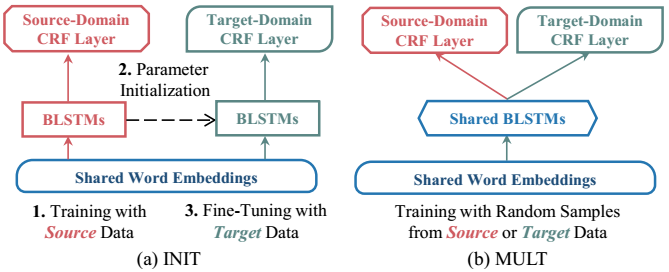 Source-Domain
CRF Layer
Target-Domain
CRF Layer
2. Parameter
Initialization
BLSTMs
BLSTMs
Shared Word Embeddings
1. Training with
Source Data
3. Fine-Tuning with
Target Data
(a) INIT
Source-Domain
CRF Layer
Target-Domain
CRF Layer
Shared BLSTMs
Shared Word Embeddings
Training with Random Samples
from Source or Target Data
(b) MULT